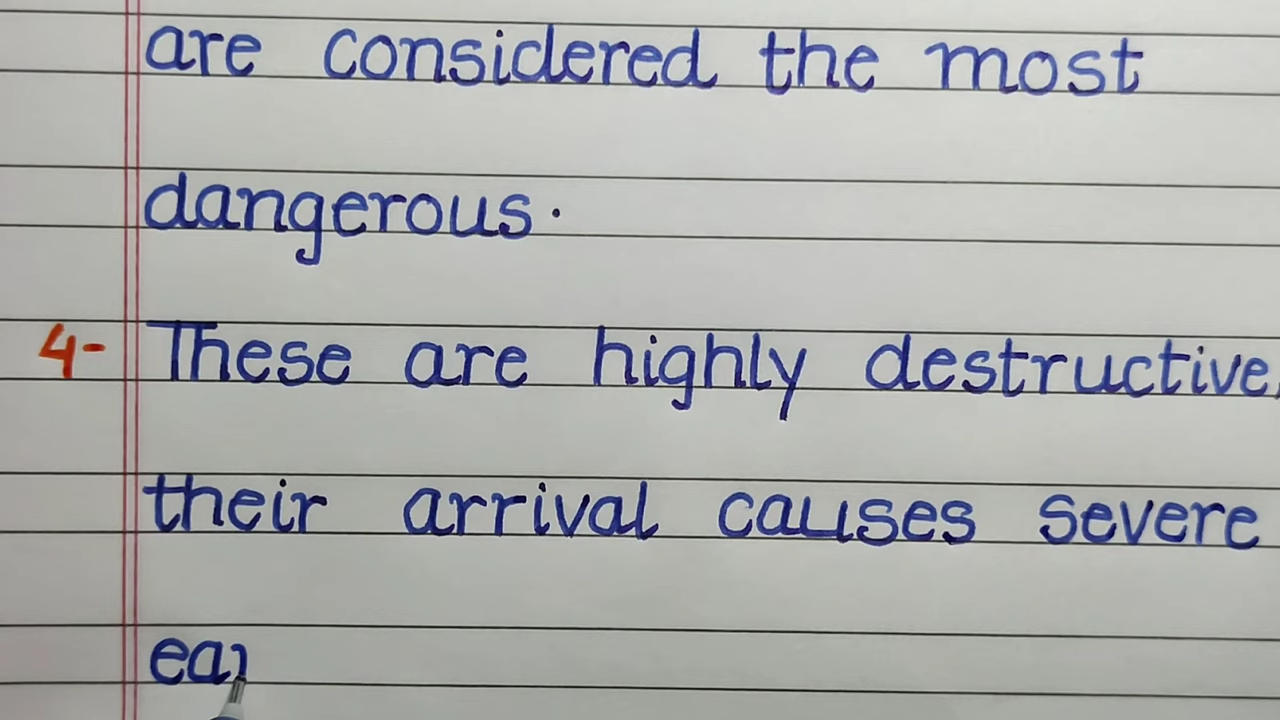 are considered the most
dangerous.
4- These are highly destructive,
their arrival causes severe